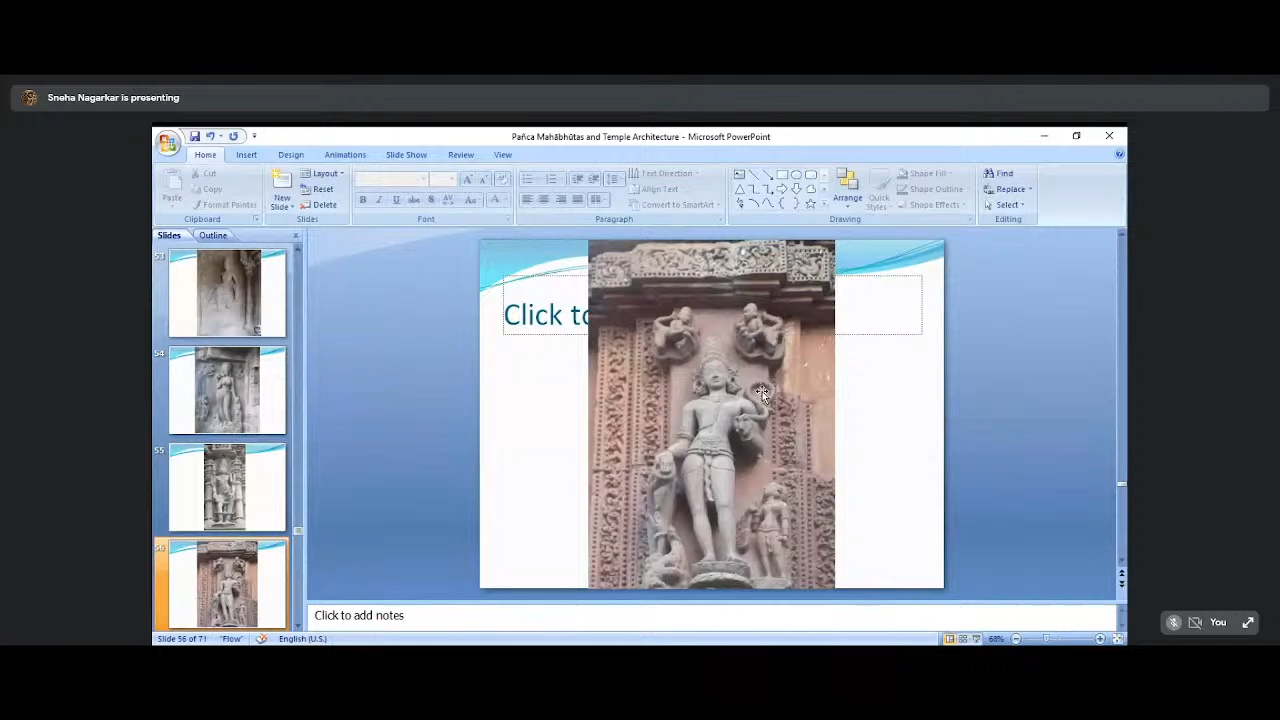 Sneha Nagarkar is presenting
Pañca Mahābhūtas and Temple Architecture - Microsoft PowerPoint
Home Insert Design Animations Slide Show Review View
Paste
Cut
Copy
Format Painter
Clipboard
New
Slide
Layout
Reset
Delete
Slides
B I U abc S AV Aa A
Font
Text Direction
Align Text
Convert to SmartArt
Paragraph
Arrange
Quick
Styles
Shape Fill
Shape Outline
Shape Effects
Drawing
Find
Replace
Select
Editing
Slides Outline
53
54
55
56
Click to
Click to add notes
Slide 56 of 71 "Flow" English (U.S.) 68%
You